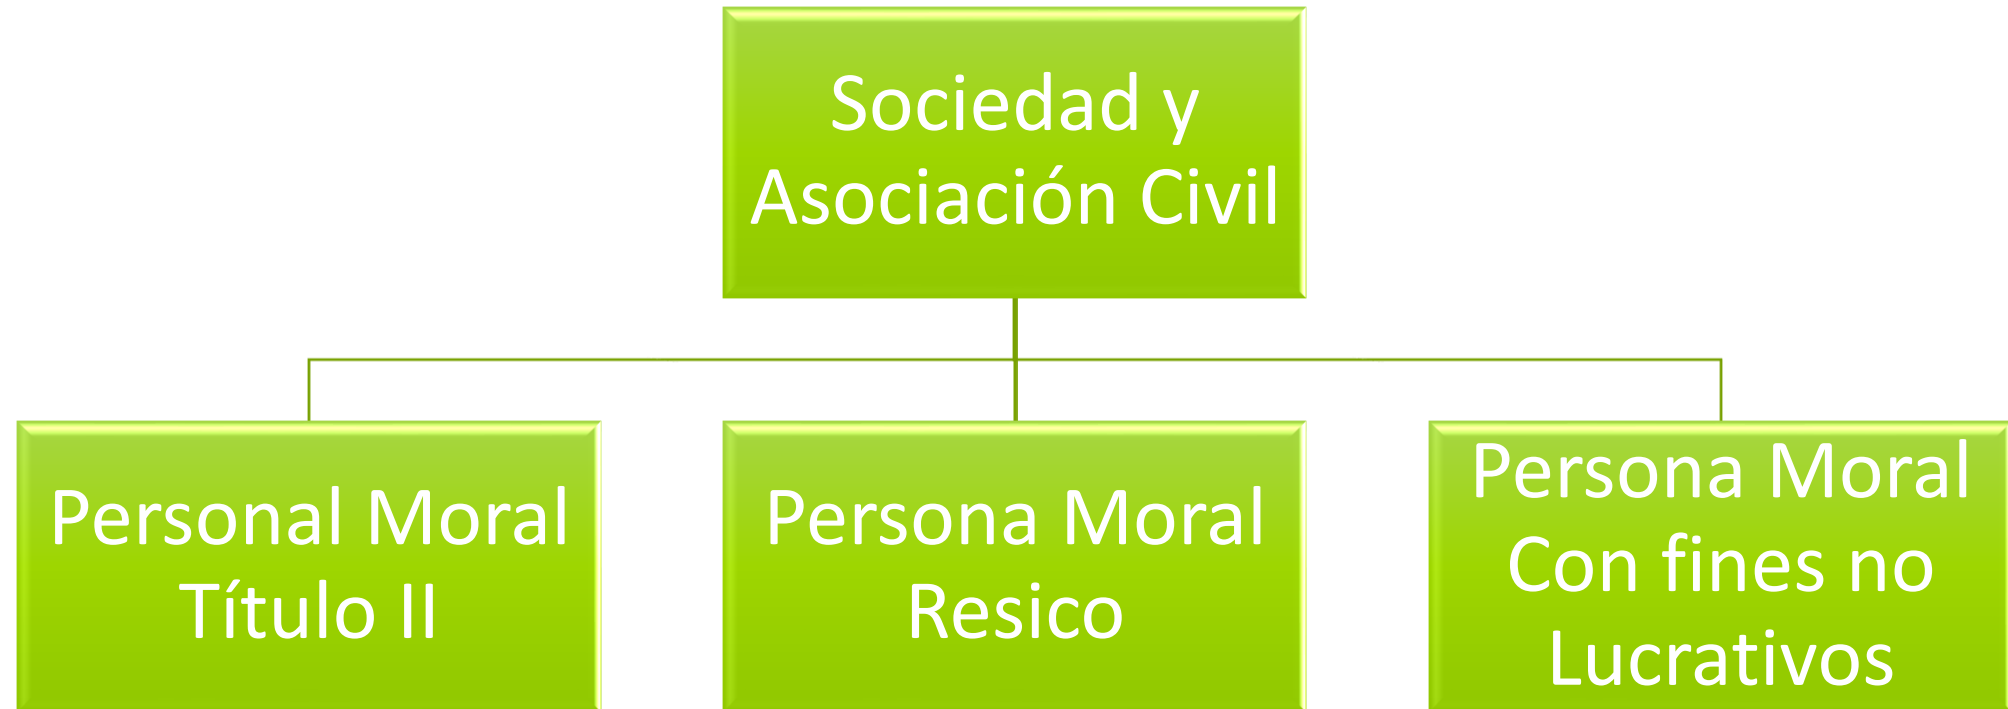 Sociedad y
Asociación Civil
Personal Moral
Título II
Persona Moral
Resico
Persona Moral
Con fines no
Lucrativos